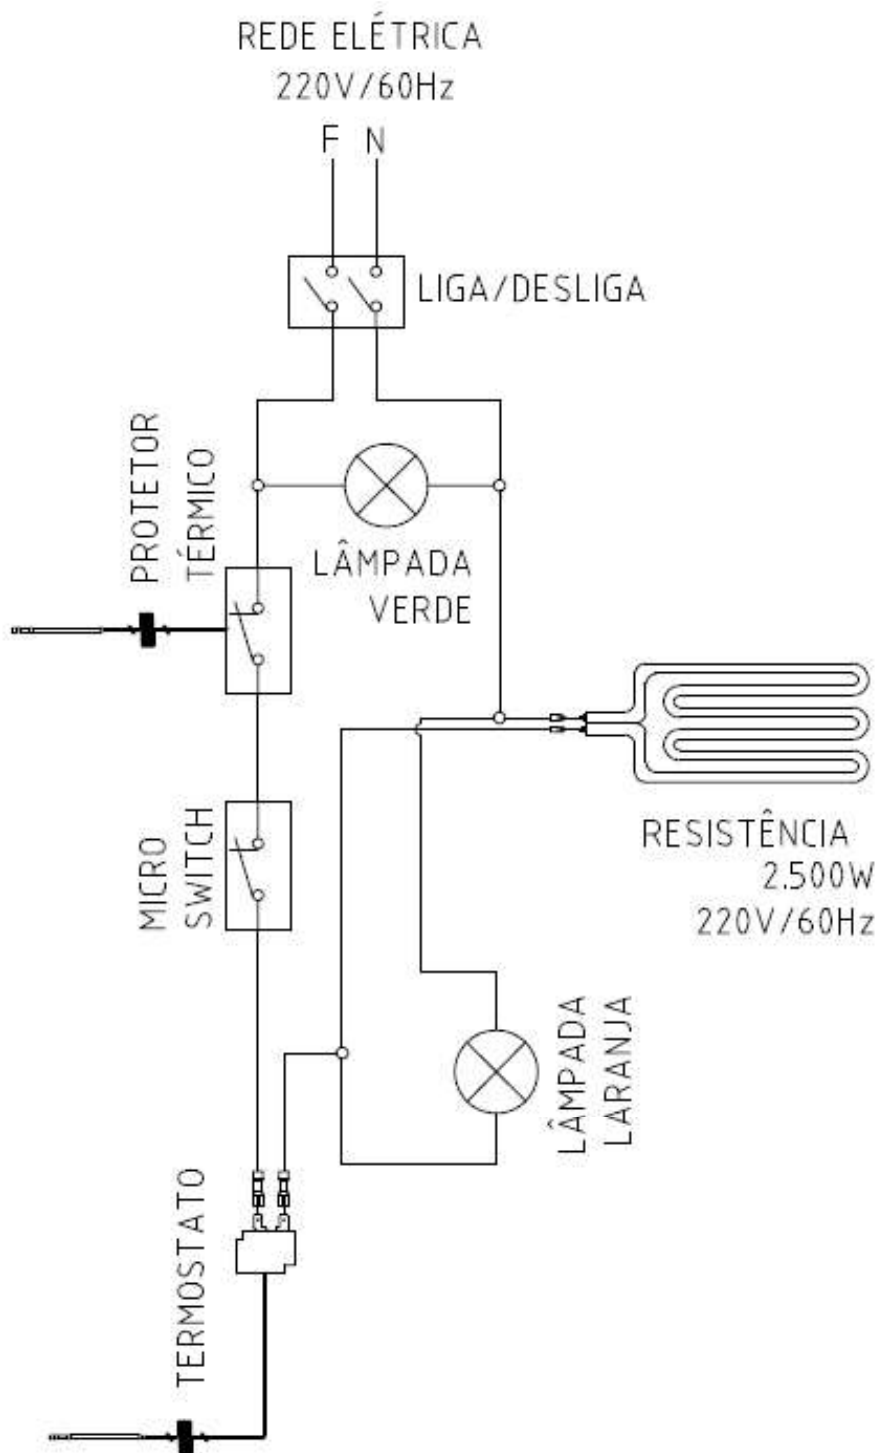 REDE ELÉTRICA
220V/60Hz
F N
LIGA/DESLIGA
PROTETOR
TÉRMICO
LÂMPADA
VERDE
MICRO
SWITCH
RESISTÊNCIA
2.500W
220V/60Hz
LÂMPADA
LARANJA
TERMOSTATO